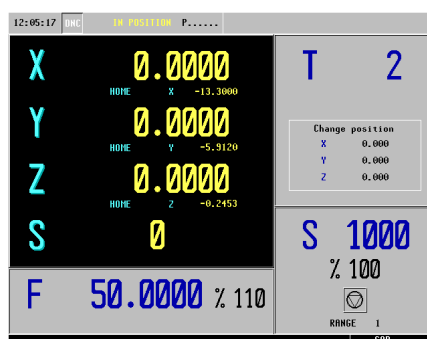 12:05:17 DNC IN POSITION P......
X 0.0000
HOME X -13.3000
Y 0.0000
HOME Y -5.9120
Z 0.0000
HOME Z -0.2453
S 0
F 50.0000 % 110
T 2
Change position
X 0.000
Y 0.000
Z 0.000
S 1000
% 100
RANGE 1
CAP